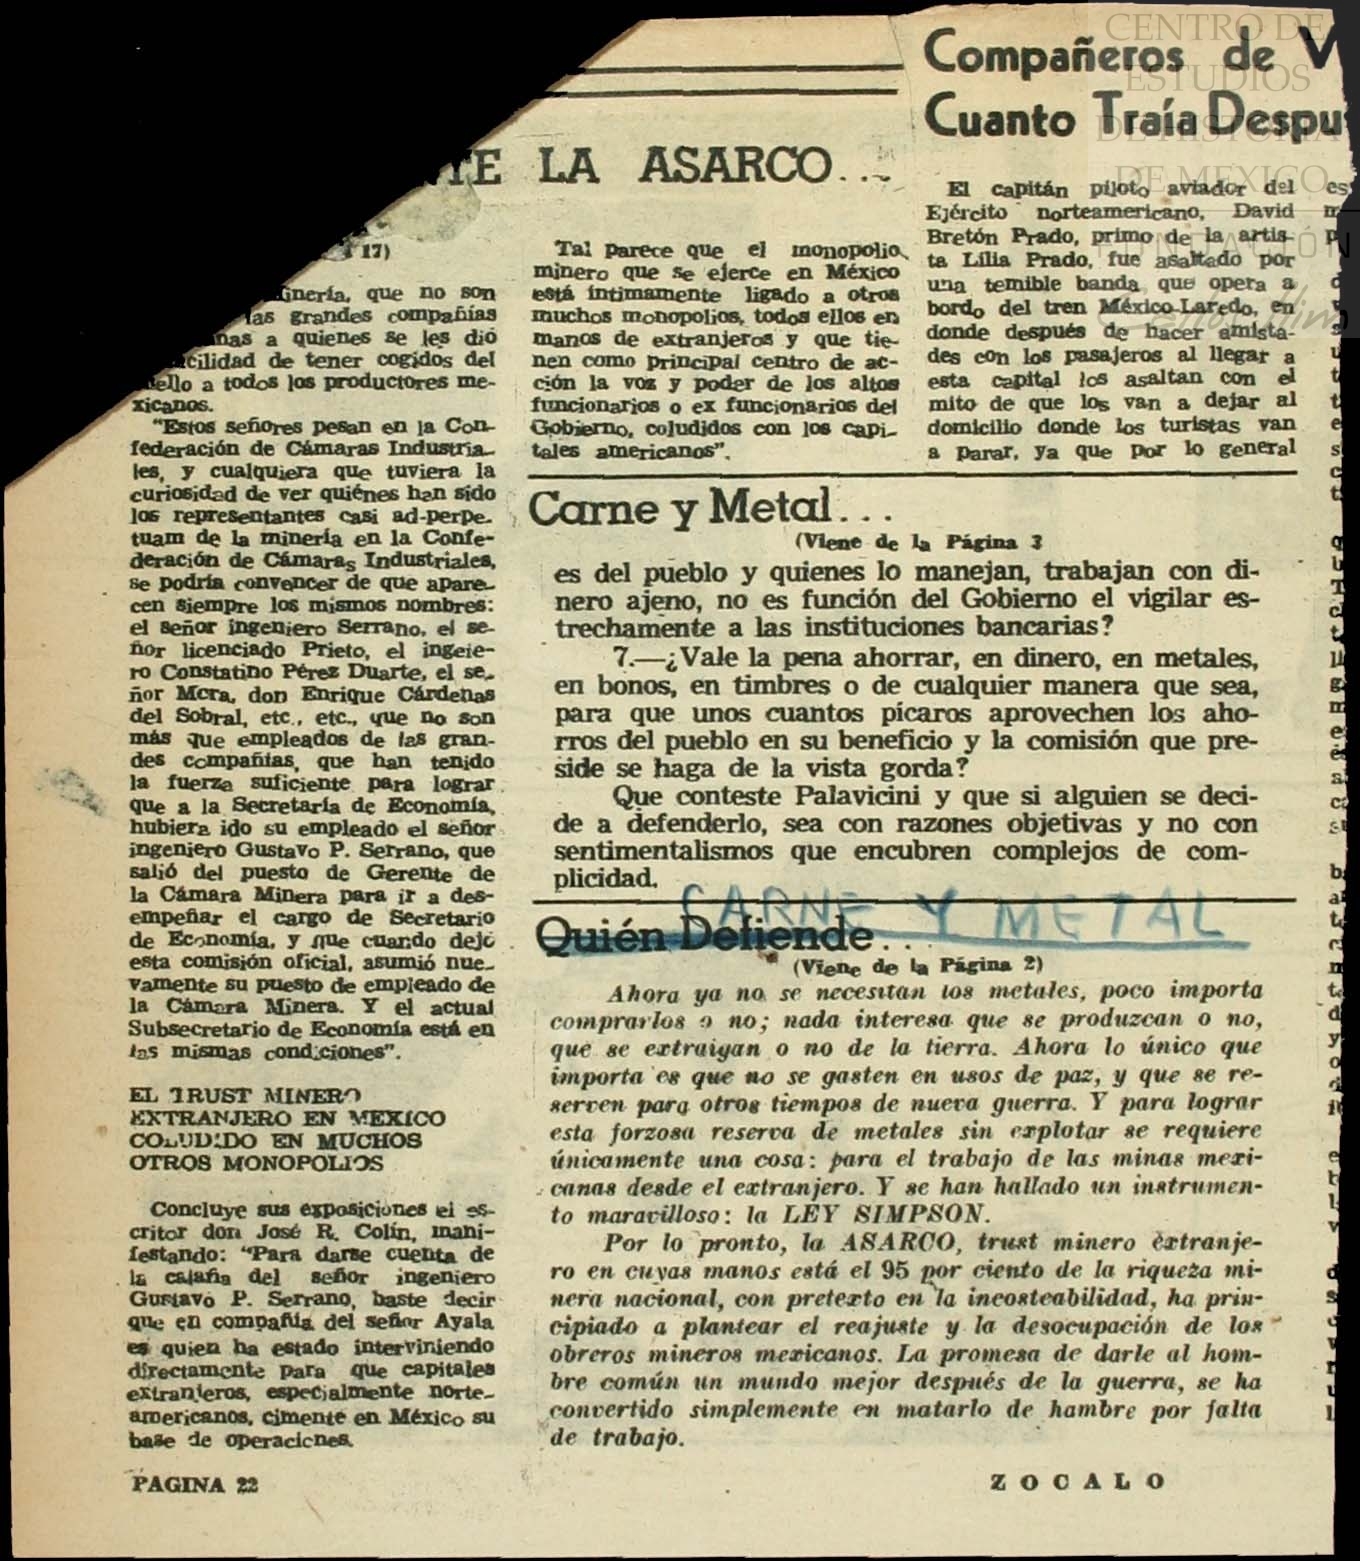 LA ASARCO...
17)
minería, que no son
las grandes compañías
a quienes se les dió
cilidad de tener cogidos del
ello a todos los productores me-
xicanos.
"Estos señores pesan en la Con-
federación de Cámaras Industria-
les, y cualquiera que tuviera la
curiosidad de ver quiénes han sido
los representantes casi ad-perpe-
tuam de la minería en la Confe-
deración de Cámaras Industriales,
se podría convencer de que apare-
cen siempre los mismos nombres:
el señor ingeniero Serrano, el se-
ñor licenciado Prieto, el ingeie-
ro Constatino Pérez Duarte, el se-
ñor Mora, don Enrique Cárdenas
del Sobral, etc., etc., que no son
más que empleados de las gran-
des compañías, que han tenido
la fuerza suficiente para lograr
que a la Secretaría de Economía,
hubiera ido su empleado el señor
ingeniero Gustavo P. Serrano, que
salió del puesto de Gerente de
la Cámara Minera para ir a des-
empeñar el cargo de Secretario
de Economía, y que cuando dejó
esta comisión oficial, asumió nue-
vamente su puesto de empleado de
la Cámara Minera. Y el actual
Subsecretario de Economía está en
las mismas condiciones".
EL TRUST MINERO
EXTRANJERO EN MEXICO
COLUDIDO EN MUCHOS
OTROS MONOPOLIOS
Concluye sus exposiciones el es-
critor don José R. Colín, mani-
festando: "Para darse cuenta de
la calaña del señor ingeniero
Gustavo P. Serrano, baste decir
que en compañía del señor Ayala
es quien ha estado interviniendo
directamente para que capitales
extranjeros, especialmente norte-
americanos, cimente en México su
base de operaciones.
Tal parece que el monopolio
minero que se ejerce en México
está íntimamente ligado a otros
muchos monopolios, todos ellos en
manos de extranjeros y que tie-
nen como principal centro de ac-
ción la voz y poder de los altos
funcionarios o ex funcionarios del
Gobierno, coludidos con los capi-
tales americanos".
Compañeros de V
Cuanto Traía Despu
El capitán piloto aviador del
Ejército norteamericano, David
Bretón Prado, primo de la artis-
ta Lilia Prado, fue asaltado por
una temible banda que opera a
bordo del tren México-Laredo, en
donde después de hacer amista-
des con los pasajeros al llegar a
esta capital los asaltan con el
mito de que los van a dejar al
domicilio donde los turistas van
a parar, ya que por lo general
Carne y Metal...
(Viene de la Página 3
es del pueblo y quienes lo manejan, trabajan con di-
nero ajeno, no es función del Gobierno el vigilar es-
trechamente a las instituciones bancarias?
7.—¿Vale la pena ahorrar, en dinero, en metales,
en bonos, en timbres o de cualquier manera que sea,
para que unos cuantos pícaros aprovechen los aho-
rros del pueblo en su beneficio y la comisión que pre-
side se haga de la vista gorda?
Que conteste Palavicini y que si alguien se deci-
de a defenderlo, sea con razones objetivas y no con
sentimentalismos que encubren complejos de com-
plicidad.
CARNE Y METAL
Quién Defiende...
(Viene de la Página 2)
Ahora ya no se necesitan los metales, poco importa
comprarlos o no; nada interesa que se produzcan o no,
que se extraigan o no de la tierra. Ahora lo único que
importa es que no se gasten en usos de paz, y que se re-
serven para otros tiempos de nueva guerra. Y para lograr
esta forzosa reserva de metales sin explotar se requiere
únicamente una cosa: para el trabajo de las minas mexi-
canas desde el extranjero. Y se han hallado un instrumen-
to maravilloso: la LEY SIMPSON.
Por lo pronto, la ASARCO, trust minero extranje-
ro en cuyas manos está el 95 por ciento de la riqueza mi-
nera nacional, con pretexto en la incosteabilidad, ha prin-
cipiado a plantear el reajuste y la desocupación de los
obreros mineros mexicanos. La promesa de darle al hom-
bre común un mundo mejor después de la guerra, se ha
convertido simplemente en matarlo de hambre por falta
de trabajo.
PAGINA 22
ZOCALO
CENTRO DE
ESTUDIOS
DE HISTORIA
DE MEXICO
FUNDACIÓN